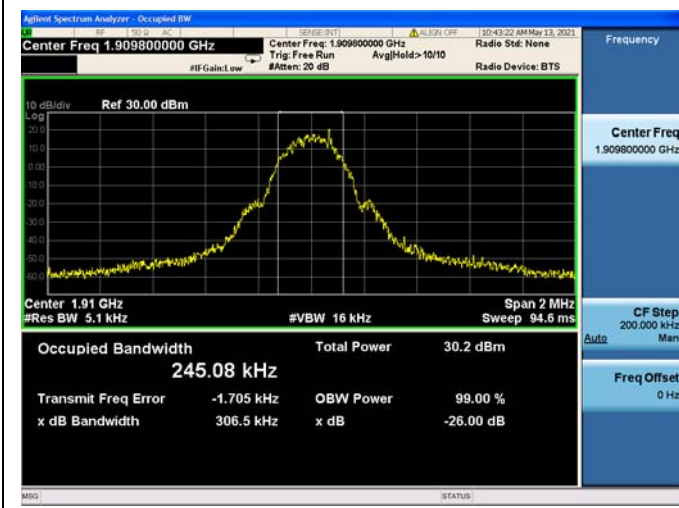 Agilent Spectrum Analyzer - Occupied BW
RF 50 Ω AC SENSE:INT ALIGN OFF 10:43:22 AM May 13, 2021
Center Freq 1.909800000 GHz Center Freq: 1.909800000 GHz Radio Std: None Frequency
Trig: Free Run Avg|Hold:>10/10
#IFGain:Low #Atten: 20 dB Radio Device: BTS
10 dB/div Ref 30.00 dBm
Log
20.0
10.0
0.00
10.0
20.0
30.0
40.0
50.0
60.0
Center Freq
1.909800000 GHz
Center 1.91 GHz Span 2 MHz
#Res BW 5.1 kHz #VBW 16 kHz Sweep 94.6 ms
CF Step
200.000 kHz
Auto Man
Occupied Bandwidth Total Power 30.2 dBm
245.08 kHz
Transmit Freq Error -1.705 kHz OBW Power 99.00 %
x dB Bandwidth 306.5 kHz x dB -26.00 dB
Freq Offset
0 Hz
MSG STATUS